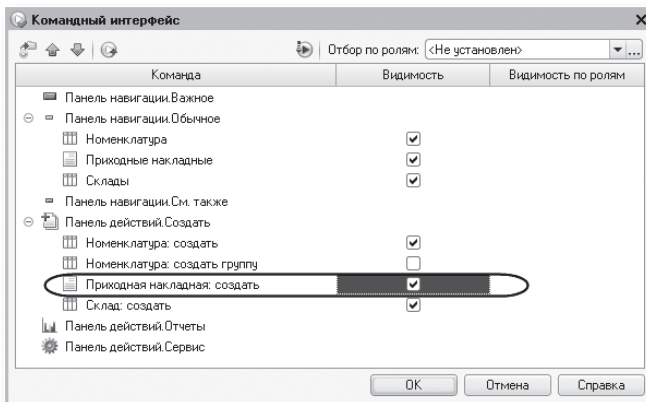 Командный интерфейс
Отбор по ролям: <Не установлен>
Команда Видимость Видимость по ролям
Панель навигации.Важное
Панель навигации.Обычное
Номенклатура
Приходные накладные
Склады
Панель навигации.См. также
Панель действий.Создать
Номенклатура: создать
Номенклатура: создать группу
Приходная накладная: создать
Склад: создать
Панель действий.Отчеты
Панель действий.Сервис
OK Отмена Справка